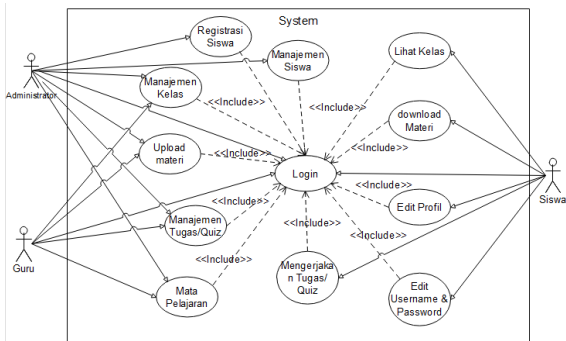 System
Registrasi
Siswa
Manajemen
Siswa
Lihat Kelas
Administrator
Manajemen
Kelas
<<Include>>
<<Include>>
download
Materi
Upload
materi
<<Include>>
<<Include>>
Login
Siswa
<<Include>>
Edit Profil
Guru
Manajemen
Tugas/Quiz
<<Include>>
<<Include>>
<<Include>>
<<Include>>
Mata
Pelajaran
Mengerjaka
n Tugas/
Quiz
Edit
Username &
Password